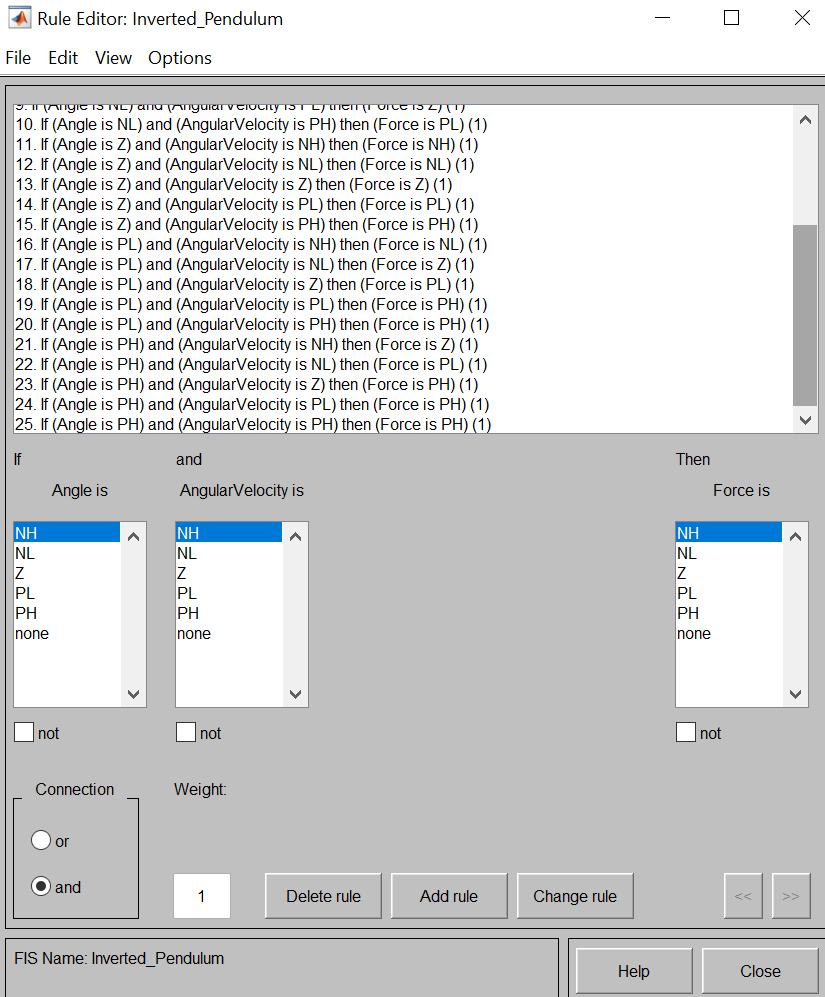 Rule Editor: Inverted_Pendulum
File Edit View Options
9. If (Angle is NL) and (AngularVelocity is PL) then (Force is Z) (1)
10. If (Angle is NL) and (AngularVelocity is PH) then (Force is PL) (1)
11. If (Angle is Z) and (AngularVelocity is NH) then (Force is NH) (1)
12. If (Angle is Z) and (AngularVelocity is NL) then (Force is NL) (1)
13. If (Angle is Z) and (AngularVelocity is Z) then (Force is Z) (1)
14. If (Angle is Z) and (AngularVelocity is PL) then (Force is PL) (1)
15. If (Angle is Z) and (AngularVelocity is PH) then (Force is PH) (1)
16. If (Angle is PL) and (AngularVelocity is NH) then (Force is NL) (1)
17. If (Angle is PL) and (AngularVelocity is NL) then (Force is Z) (1)
18. If (Angle is PL) and (AngularVelocity is Z) then (Force is PL) (1)
19. If (Angle is PL) and (AngularVelocity is PL) then (Force is PH) (1)
20. If (Angle is PL) and (AngularVelocity is PH) then (Force is PH) (1)
21. If (Angle is PH) and (AngularVelocity is NH) then (Force is Z) (1)
22. If (Angle is PH) and (AngularVelocity is NL) then (Force is PL) (1)
23. If (Angle is PH) and (AngularVelocity is Z) then (Force is PH) (1)
24. If (Angle is PH) and (AngularVelocity is PL) then (Force is PH) (1)
25. If (Angle is PH) and (AngularVelocity is PH) then (Force is PH) (1)
If and Then
Angle is AngularVelocity is Force is
NH NH NH
NL NL NL
Z Z Z
PL PL PL
PH PH PH
none none none
not not not
Connection Weight:
or
and 1 Delete rule Add rule Change rule << >>
FIS Name: Inverted_Pendulum Help Close